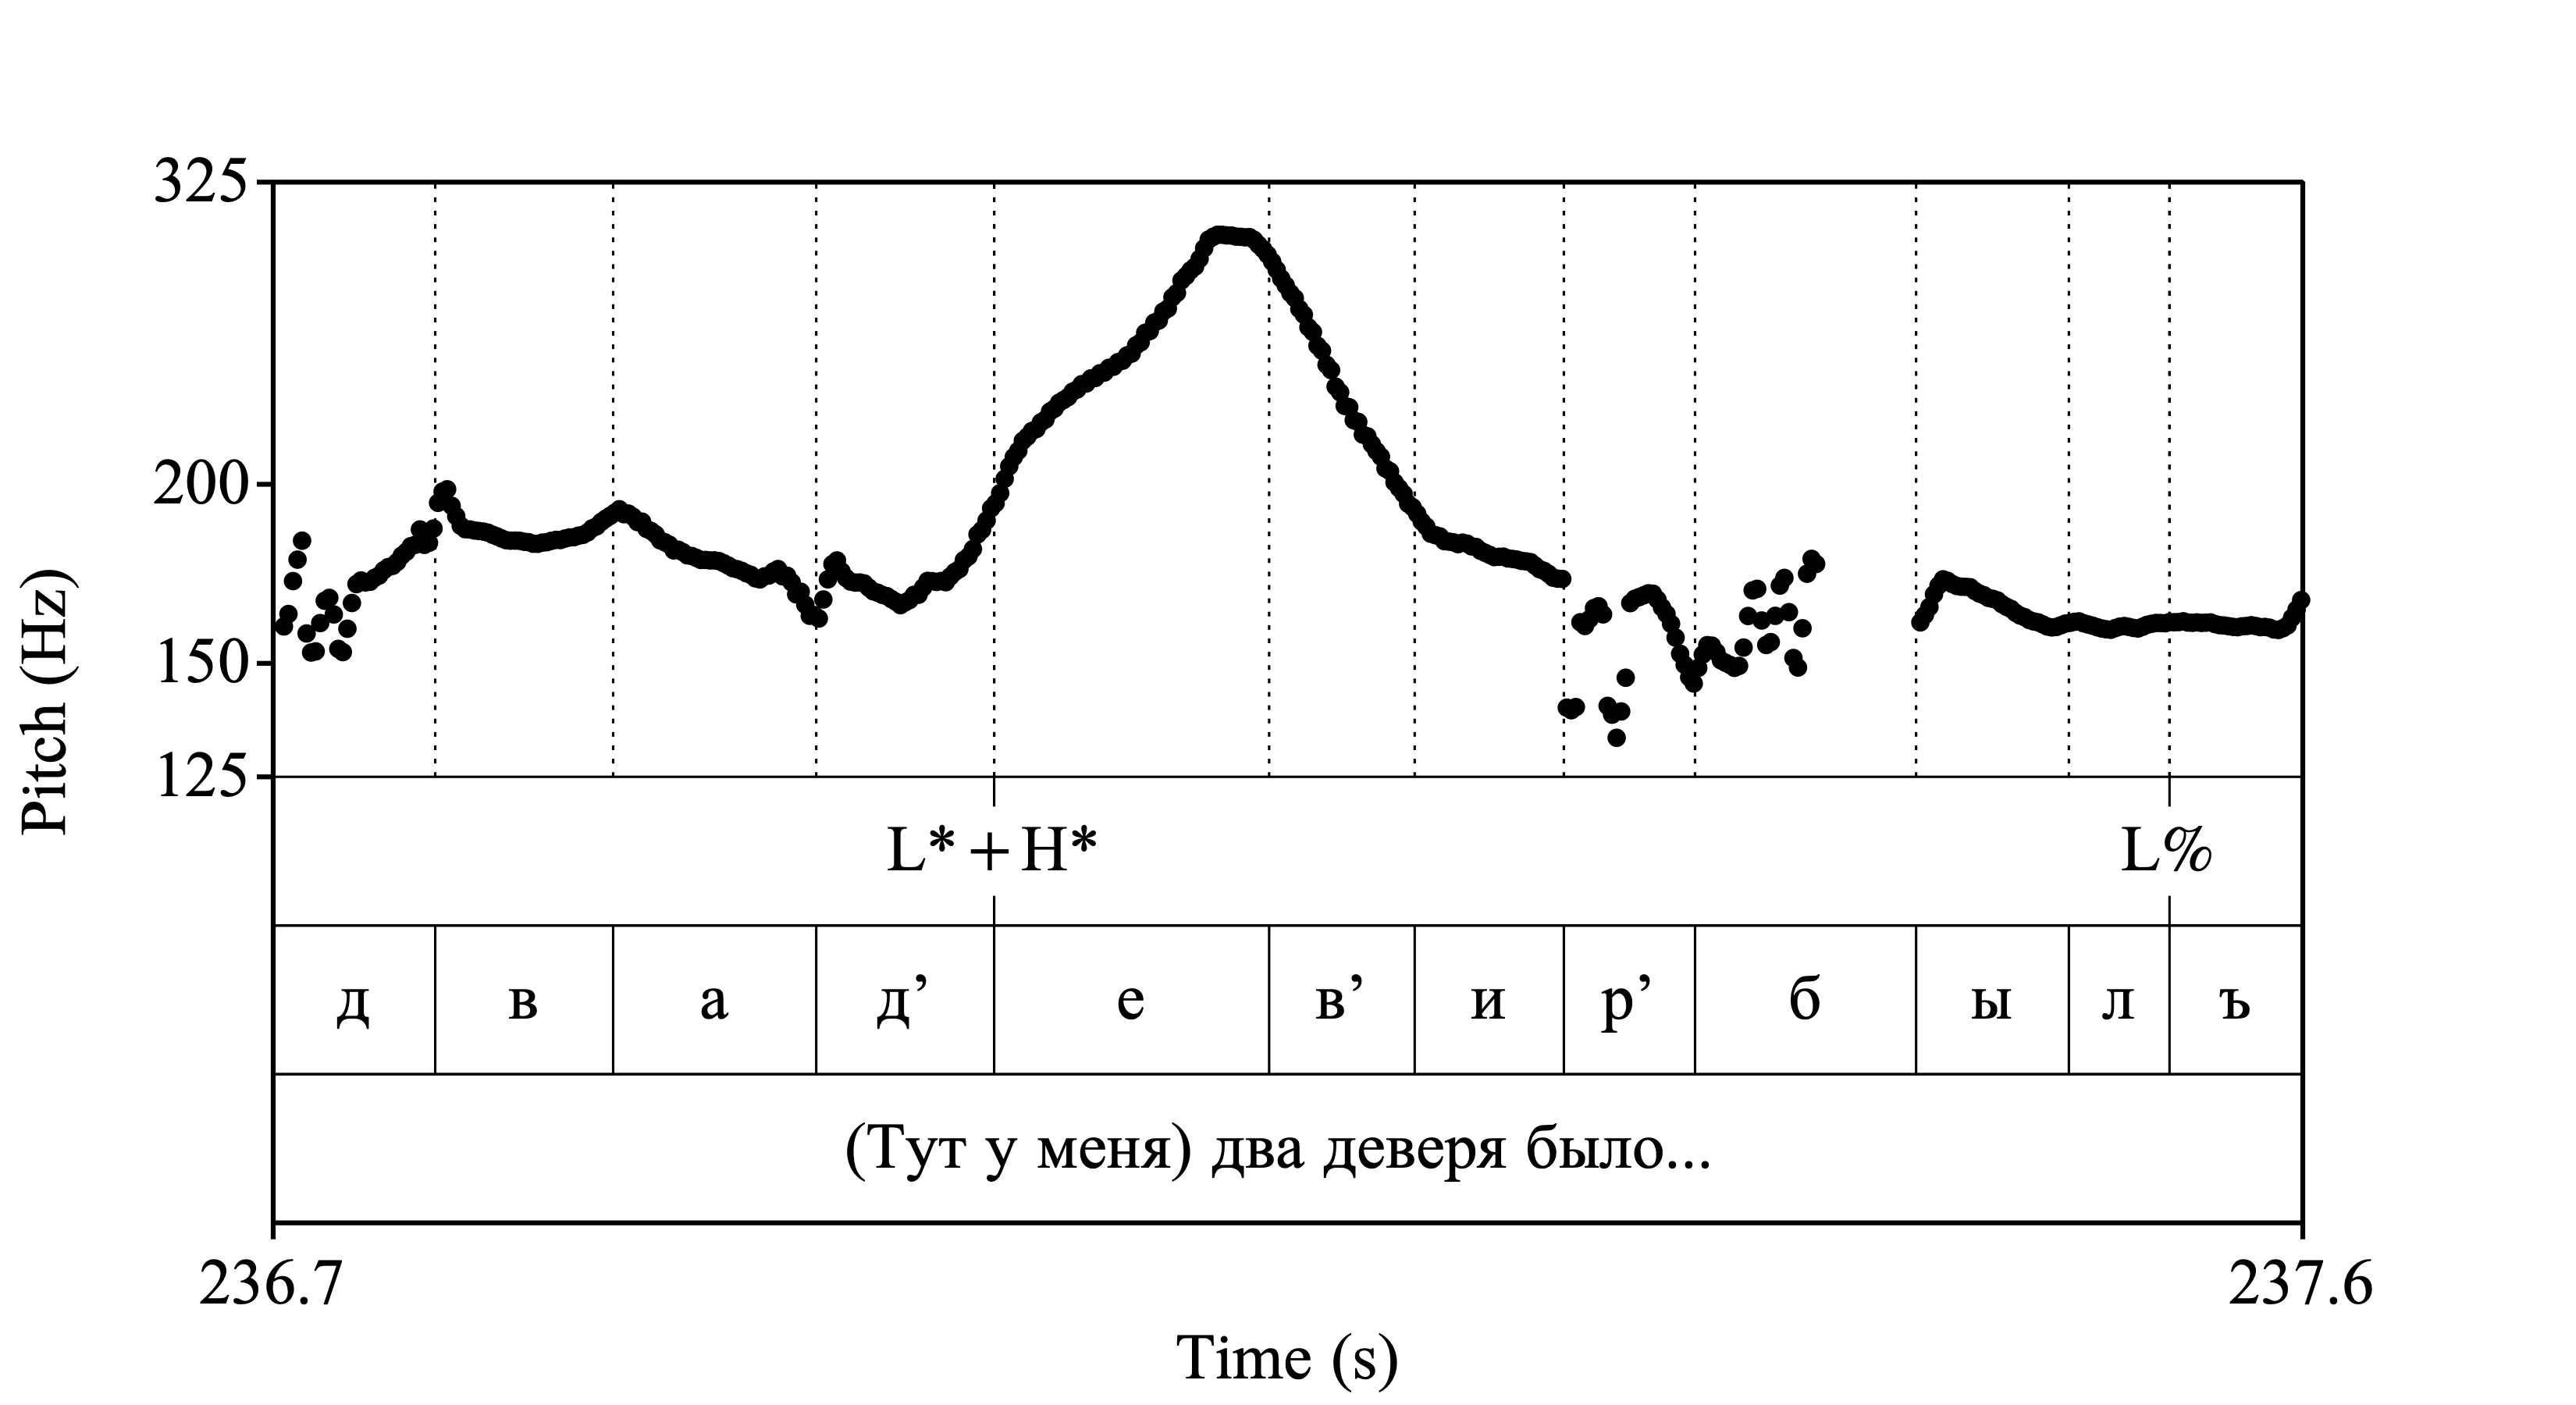 325
200
150
125
Pitch (Hz)
L*+H* L%
д в а д’ е в’ и р’ б ы л ъ
(Тут у меня) два деверя было...
236.7 237.6
Time (s)